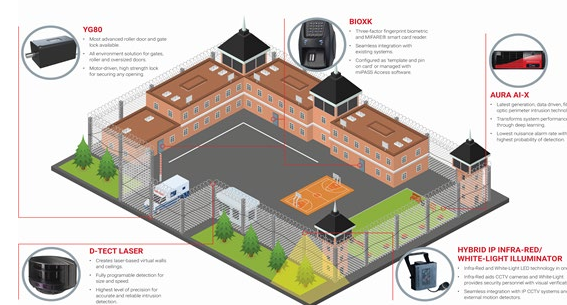 YG80
• Most advanced roller door and gate
lock available.
• All environment solution for gates,
rollers and oversized doors.
• Motor-driven, high strength lock
for securing any opening.
BIOXK
• Three-factor fingerprint biometric
and MIFARE® smart card reader
• Seamless integration with
existing systems.
• Configured as 'template and pin
on card' or managed with
miPASS Access software.
AURA AI-X
• Latest generation, data driven, fi
optic perimeter intrusion technol
• Transforms system performance
through deep learning.
• Lowest nuisance alarm rate with
highest probability of detection.
D-TECT LASER
• Creates laser-based virtual walls
and ceilings.
• Fully programable detection for
size and speed.
• Highest level of precision for
accurate and reliable intrusion
detection.
HYBRID IP INFRA-RED/
WHITE-LIGHT ILLUMINATOR
• Infra-Red and White-Light LED technology in on
• Infra-Red aids CCTV cameras and White-Light
provides security personnel with visual verificati
• Seamless integration with IP CCTV systems an
external motion detectors.